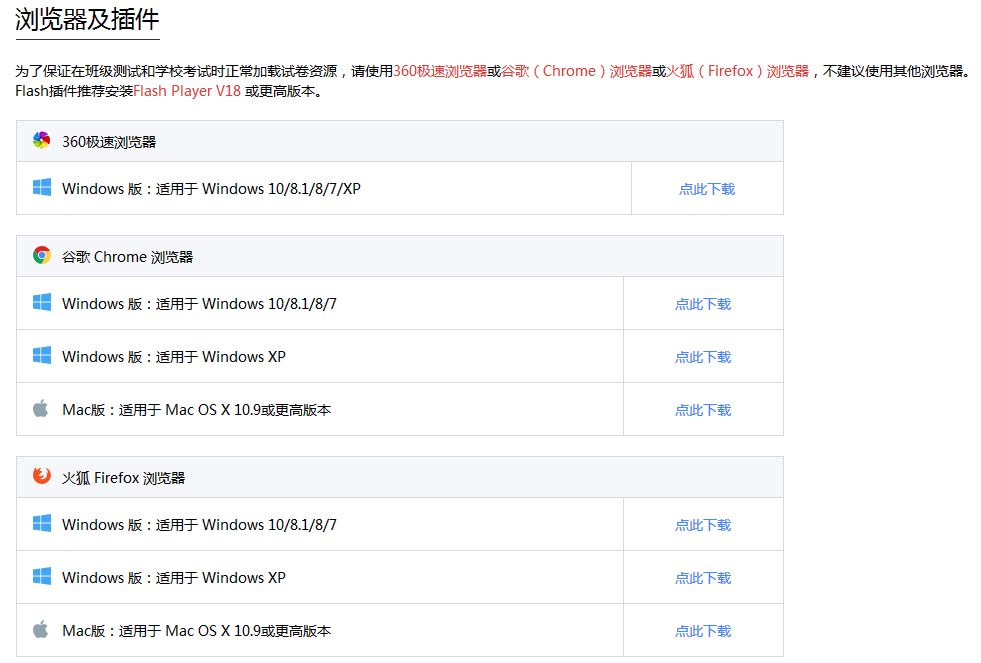 浏览器及插件
为了保证在班级测试和学校考试时正常加载试卷资源，请使用360极速浏览器或谷歌（Chrome）浏览器或火狐（Firefox）浏览器，不建议使用其他浏览器。
Flash插件推荐安装Flash Player V18 或更高版本。
360极速浏览器
Windows 版：适用于 Windows 10/8.1/8/7/XP 点此下载
谷歌 Chrome 浏览器
Windows 版：适用于 Windows 10/8.1/8/7 点此下载
Windows 版：适用于 Windows XP 点此下载
Mac版：适用于 Mac OS X 10.9或更高版本 点此下载
火狐 Firefox 浏览器
Windows 版：适用于 Windows 10/8.1/8/7 点此下载
Windows 版：适用于 Windows XP 点此下载
Mac版：适用于 Mac OS X 10.9或更高版本 点此下载